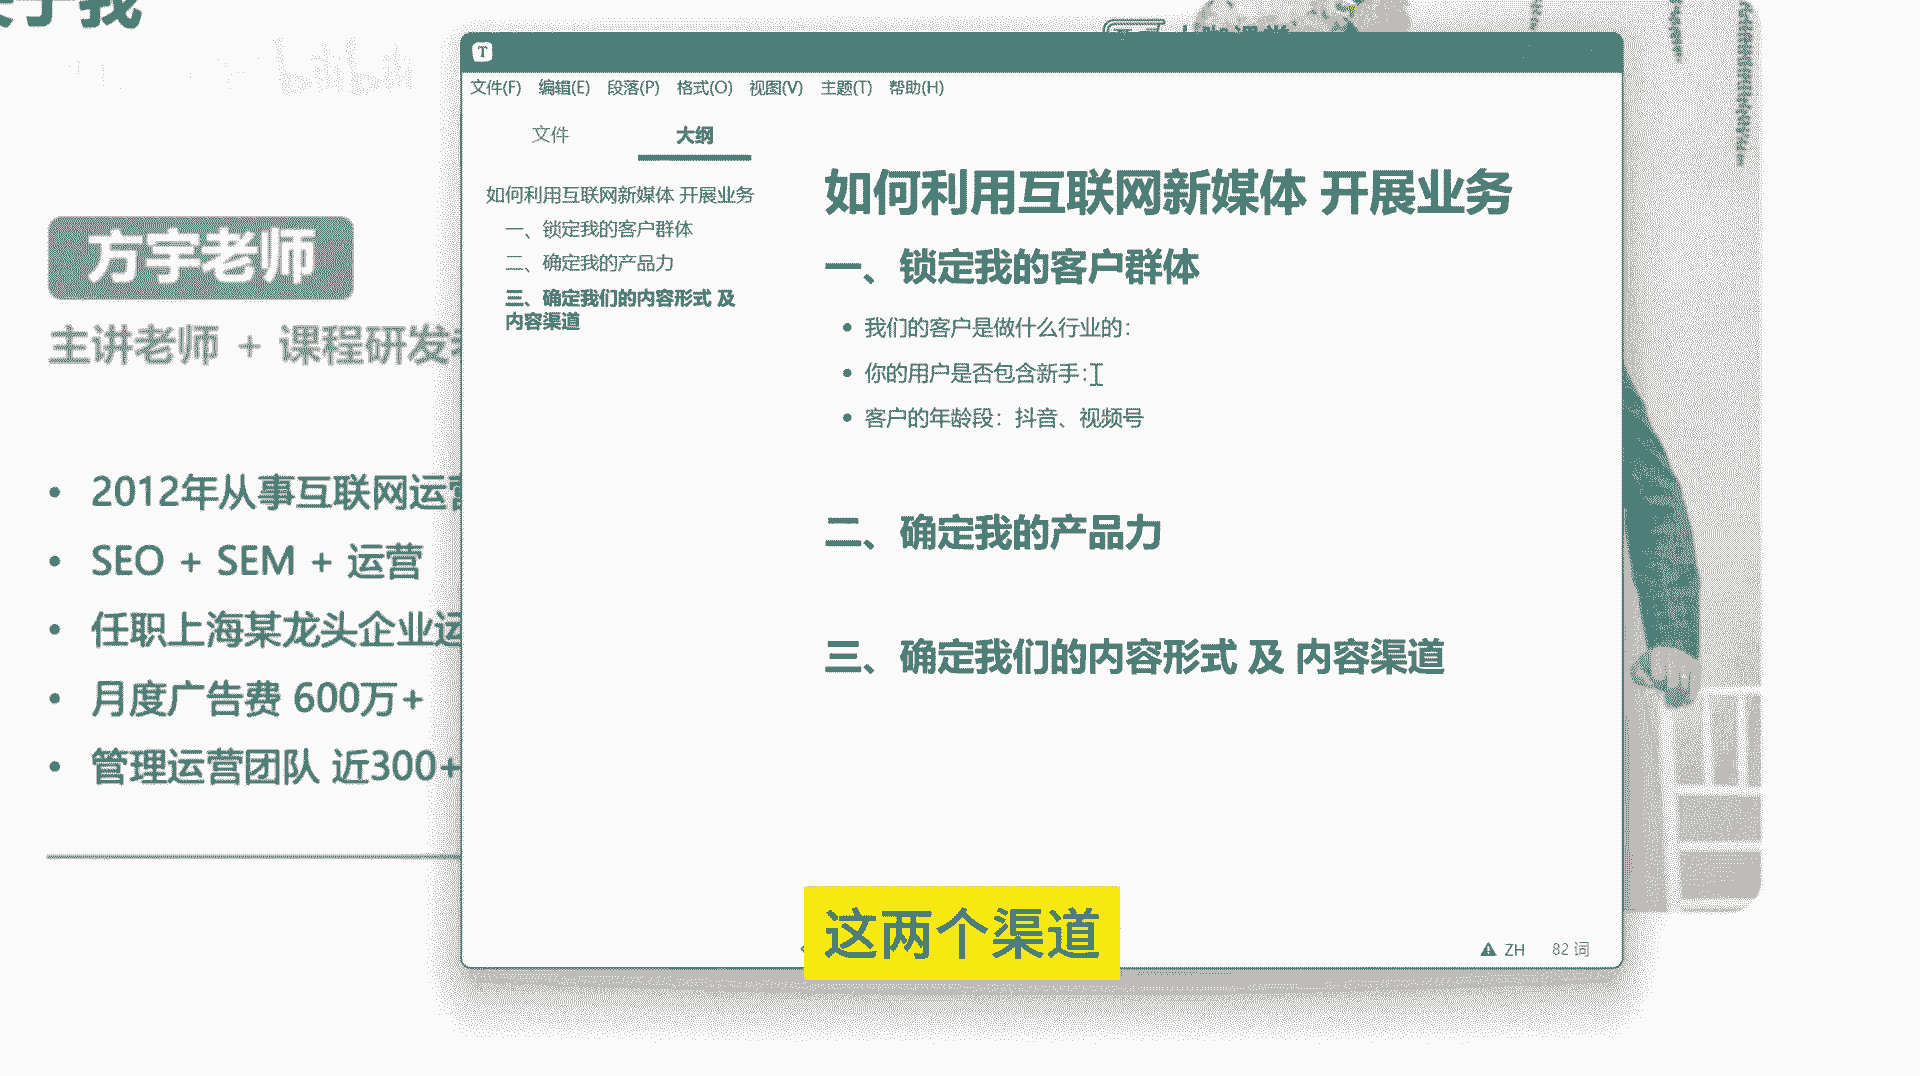 关于我
bilibili
方宇老师
主讲老师 + 课程研发
2012年从事互联网运营
SEO + SEM + 运营
任职上海某龙头企业运
月度广告费 600万+
管理运营团队 近300+
T
文件(F) 编辑(E) 段落(P) 格式(O) 视图(V) 主题(T) 帮助(H)
文件 大纲
如何利用互联网新媒体 开展业务
一、锁定我的客户群体
二、确定我的产品力
三、确定我们的内容形式 及
内容渠道
如何利用互联网新媒体 开展业务
一、锁定我的客户群体
我们的客户是做什么行业的：
你的用户是否包含新手：
客户的年龄段：抖音、视频号
二、确定我的产品力
三、确定我们的内容形式 及 内容渠道
这两个渠道
ZH 82 词